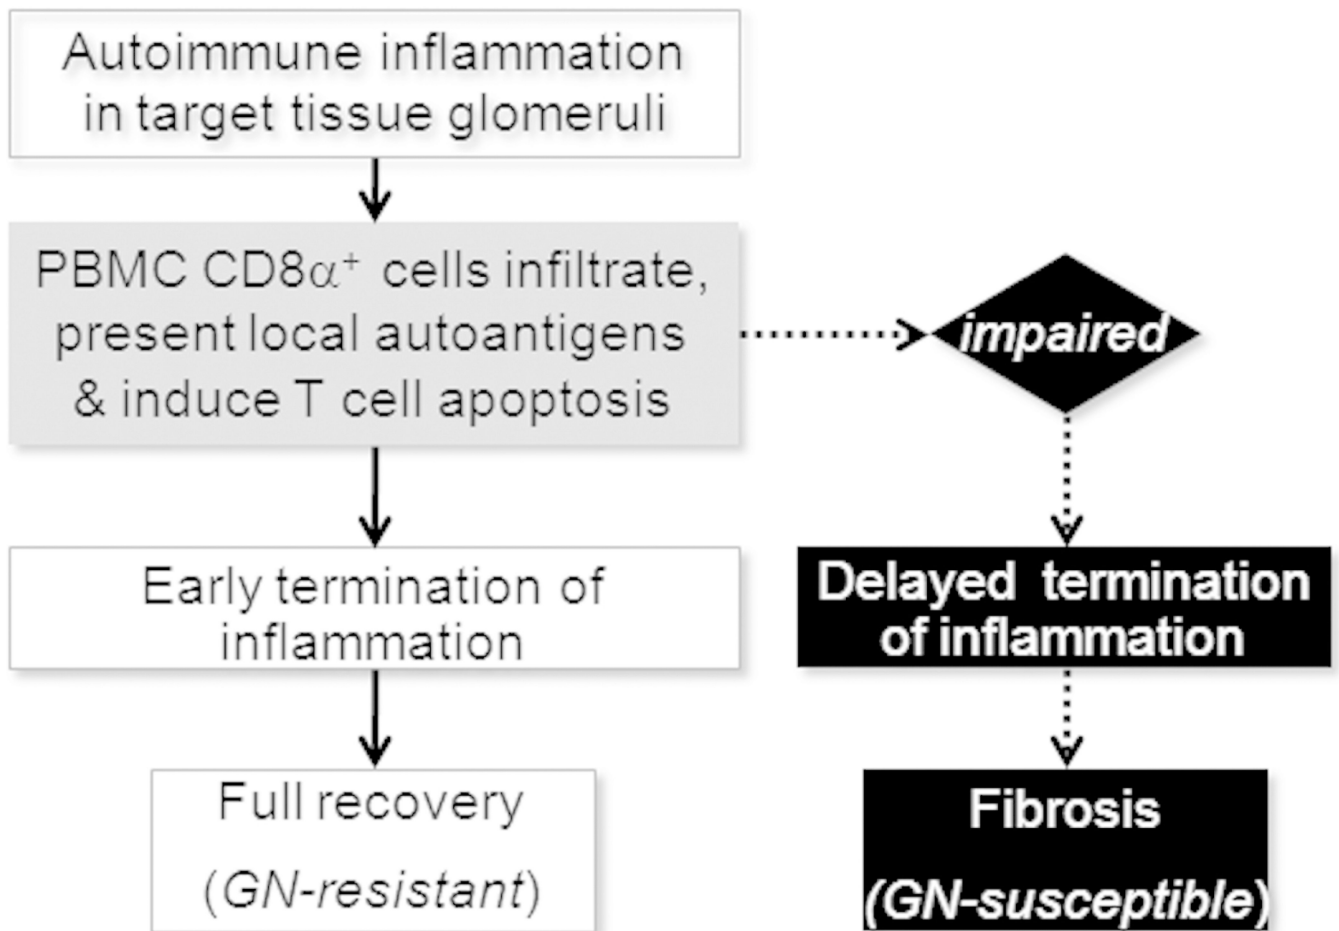 Autoimmune inflammation
in target tissue glomeruli
PBMC CD8α⁺ cells infiltrate,
present local autoantigens
& induce T cell apoptosis
impaired
Early termination of
inflammation
Delayed termination
of inflammation
Full recovery
(GN-resistant)
Fibrosis
(GN-susceptible)